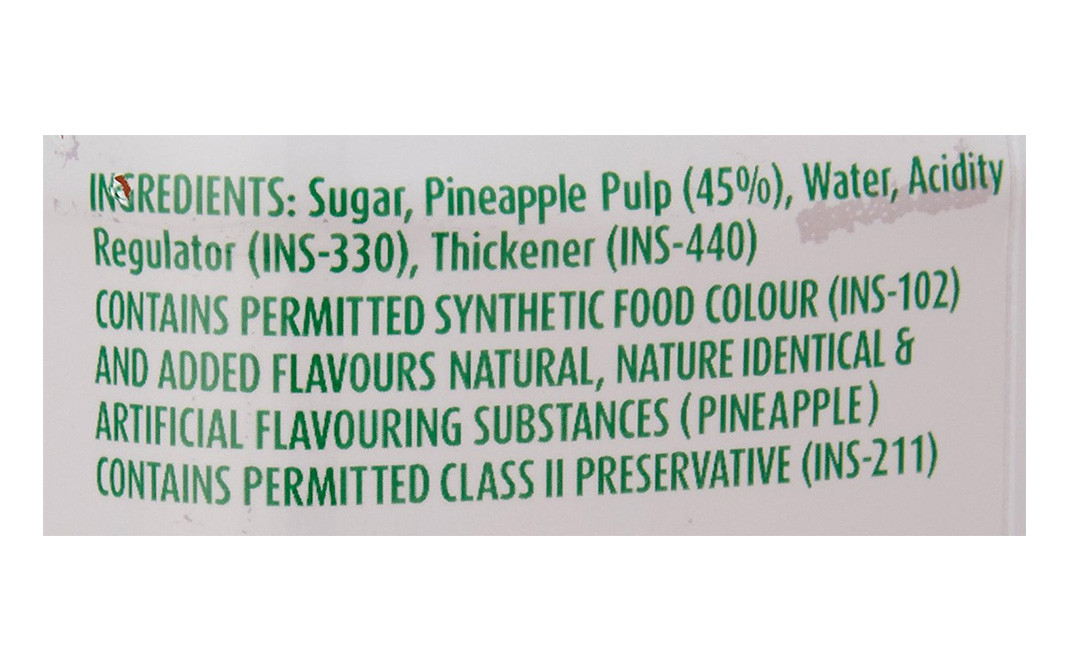 INGREDIENTS: Sugar, Pineapple Pulp (45%), Water, Acidity
Regulator (INS-330), Thickener (INS-440)
CONTAINS PERMITTED SYNTHETIC FOOD COLOUR (INS-102)
AND ADDED FLAVOURS NATURAL, NATURE IDENTICAL &
ARTIFICIAL FLAVOURING SUBSTANCES (PINEAPPLE)
CONTAINS PERMITTED CLASS II PRESERVATIVE (INS-211)